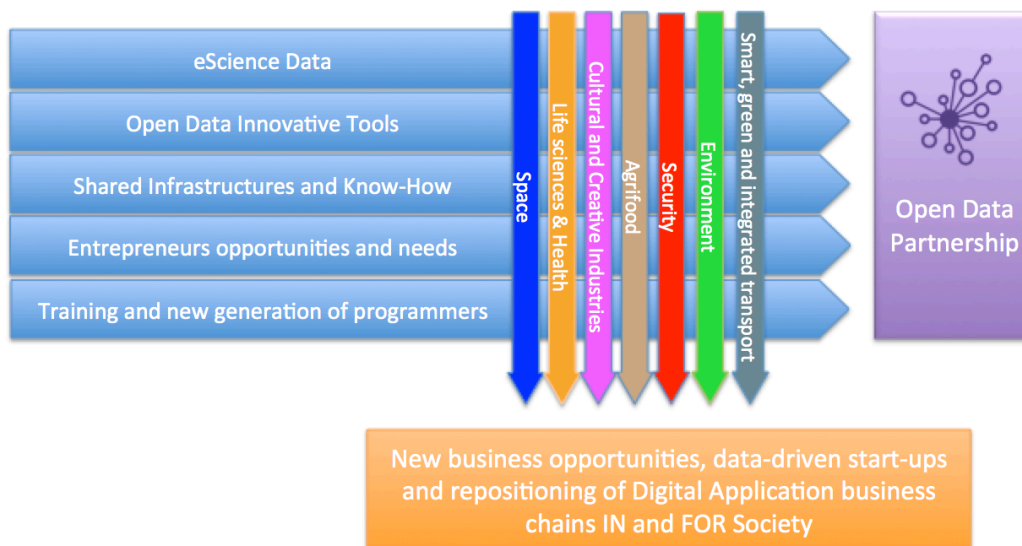 eScience Data
Open Data Innovative Tools
Shared Infrastructures and Know-How
Entrepreneurs opportunities and needs
Training and new generation of programmers
Space
Life sciences & Health
Cultural and Creative Industries
Agrifood
Security
Environment
Smart, green and integrated transport
Open Data
Partnership
New business opportunities, data-driven start-ups
and repositioning of Digital Application business
chains IN and FOR Society